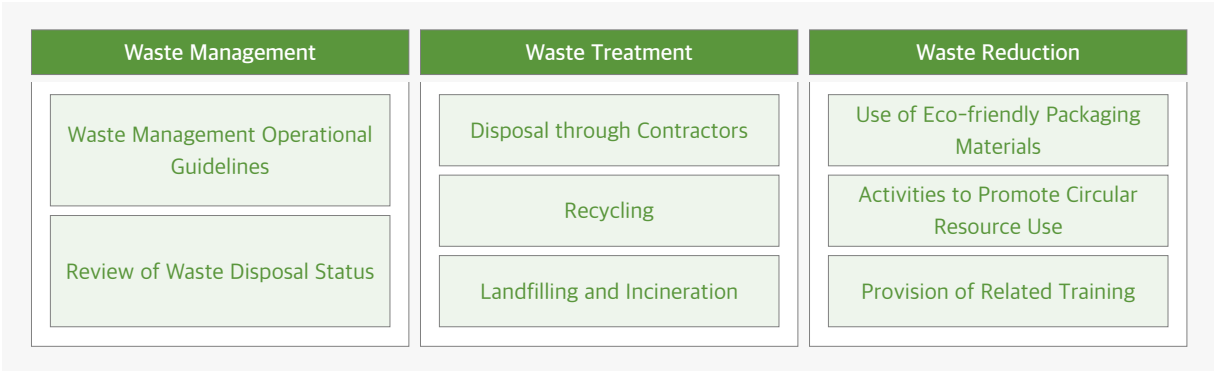 Waste Management
Waste Management Operational
Guidelines
Review of Waste Disposal Status
Waste Treatment
Disposal through Contractors
Recycling
Landfilling and Incineration
Waste Reduction
Use of Eco-friendly Packaging
Materials
Activities to Promote Circular
Resource Use
Provision of Related Training